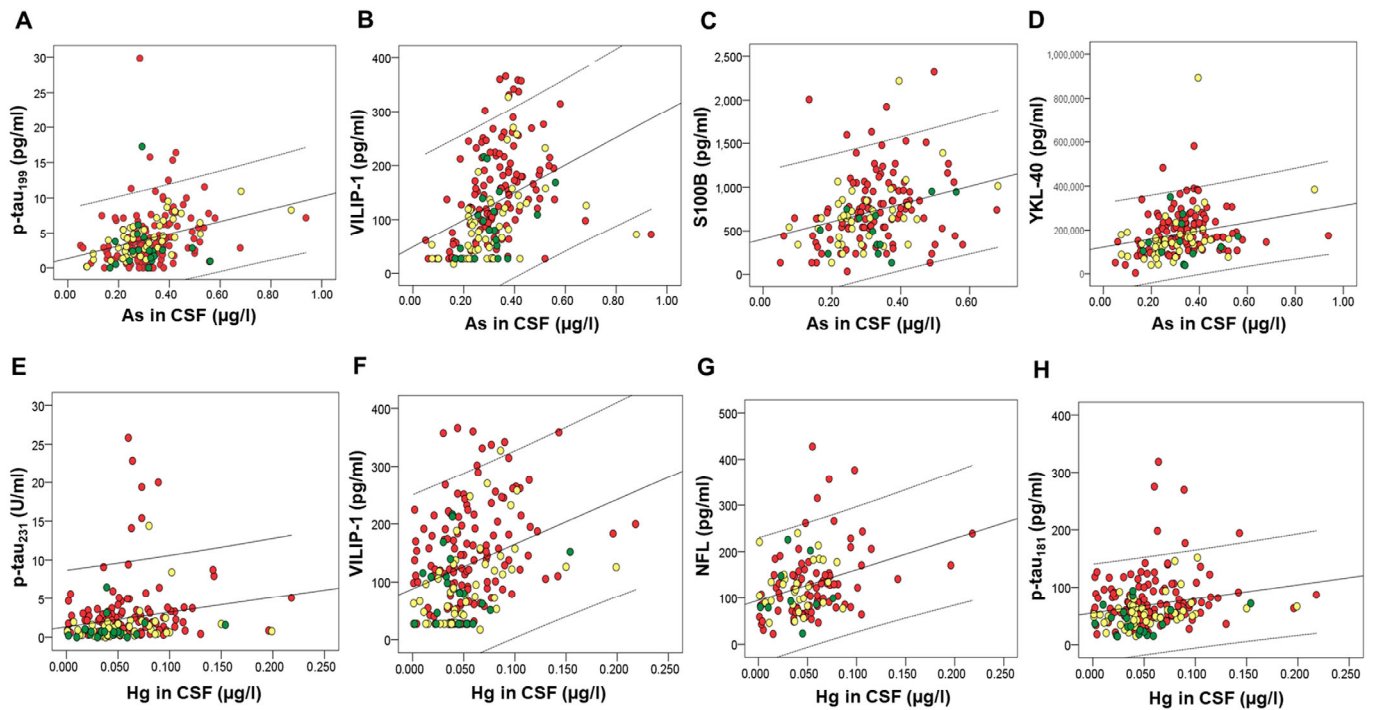 A
p-tau199 (pg/ml)
30
25
20
15
10
5
0
0.00 0.20 0.40 0.60 0.80 1.00
As in CSF (µg/l)
B
VILIP-1 (pg/ml)
400
300
200
100
0
0.00 0.20 0.40 0.60 0.80 1.00
As in CSF (µg/l)
C
S100B (pg/ml)
2,500
2,000
1,500
1,000
500
0
0.00 0.20 0.40 0.60
As in CSF (µg/l)
D
YKL-40 (pg/ml)
1,000,000
800,000
600,000
400,000
200,000
0
0.00 0.20 0.40 0.60 0.80 1.00
As in CSF (µg/l)
E
p-tau231 (U/ml)
30
25
20
15
10
5
0
0.000 0.050 0.100 0.150 0.200 0.250
Hg in CSF (µg/l)
F
VILIP-1 (pg/ml)
400
300
200
100
0
0.000 0.050 0.100 0.150 0.200 0.250
Hg in CSF (µg/l)
G
NFL (pg/ml)
500
400
300
200
100
0
0.000 0.050 0.100 0.150 0.200 0.250
Hg in CSF (µg/l)
H
p-tau181 (pg/ml)
400
300
200
100
0
0.000 0.050 0.100 0.150 0.200 0.250
Hg in CSF (µg/l)